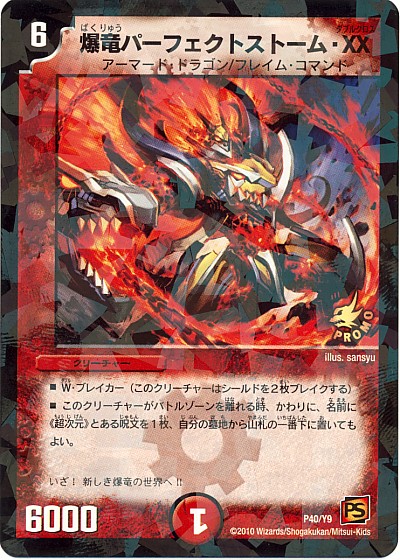 6
ばくりゅう
ダブルクロス
爆竜パーフェクトストーム・XX
アーマード・ドラゴン/フレイム・コマンド
PROMO
illus. sansyu
クリーチャー
■ W・ブレイカー（このクリーチャーはシールドを２枚ブレイクする）
■ このクリーチャーがバトルゾーンを離れる時、かわりに、名前に
《超次元》とある呪文を１枚、自分の墓地から山札の一番下に置いても
よい。
いざ！ 新しき爆竜の世界へ!!
6000
1
P40/Y9
PS
©2010 Wizards/Shogakukan/Mitsui-Kids